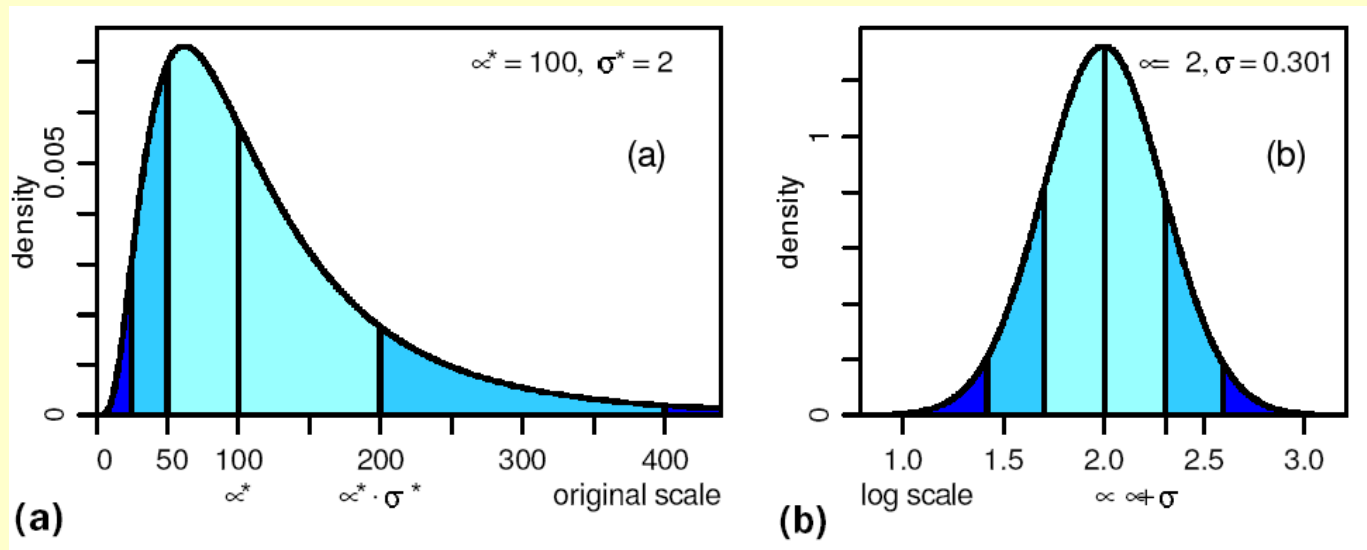 ∝* = 100, σ* = 2
(a)
density
0.005
0
0 50 100 200 300 400
∝* ∝* · σ* original scale
(a)
∝= 2, σ = 0.301
(b)
density
1
0
1.0 1.5 2.0 2.5 3.0
log scale ∝ ∝+ σ
(b)